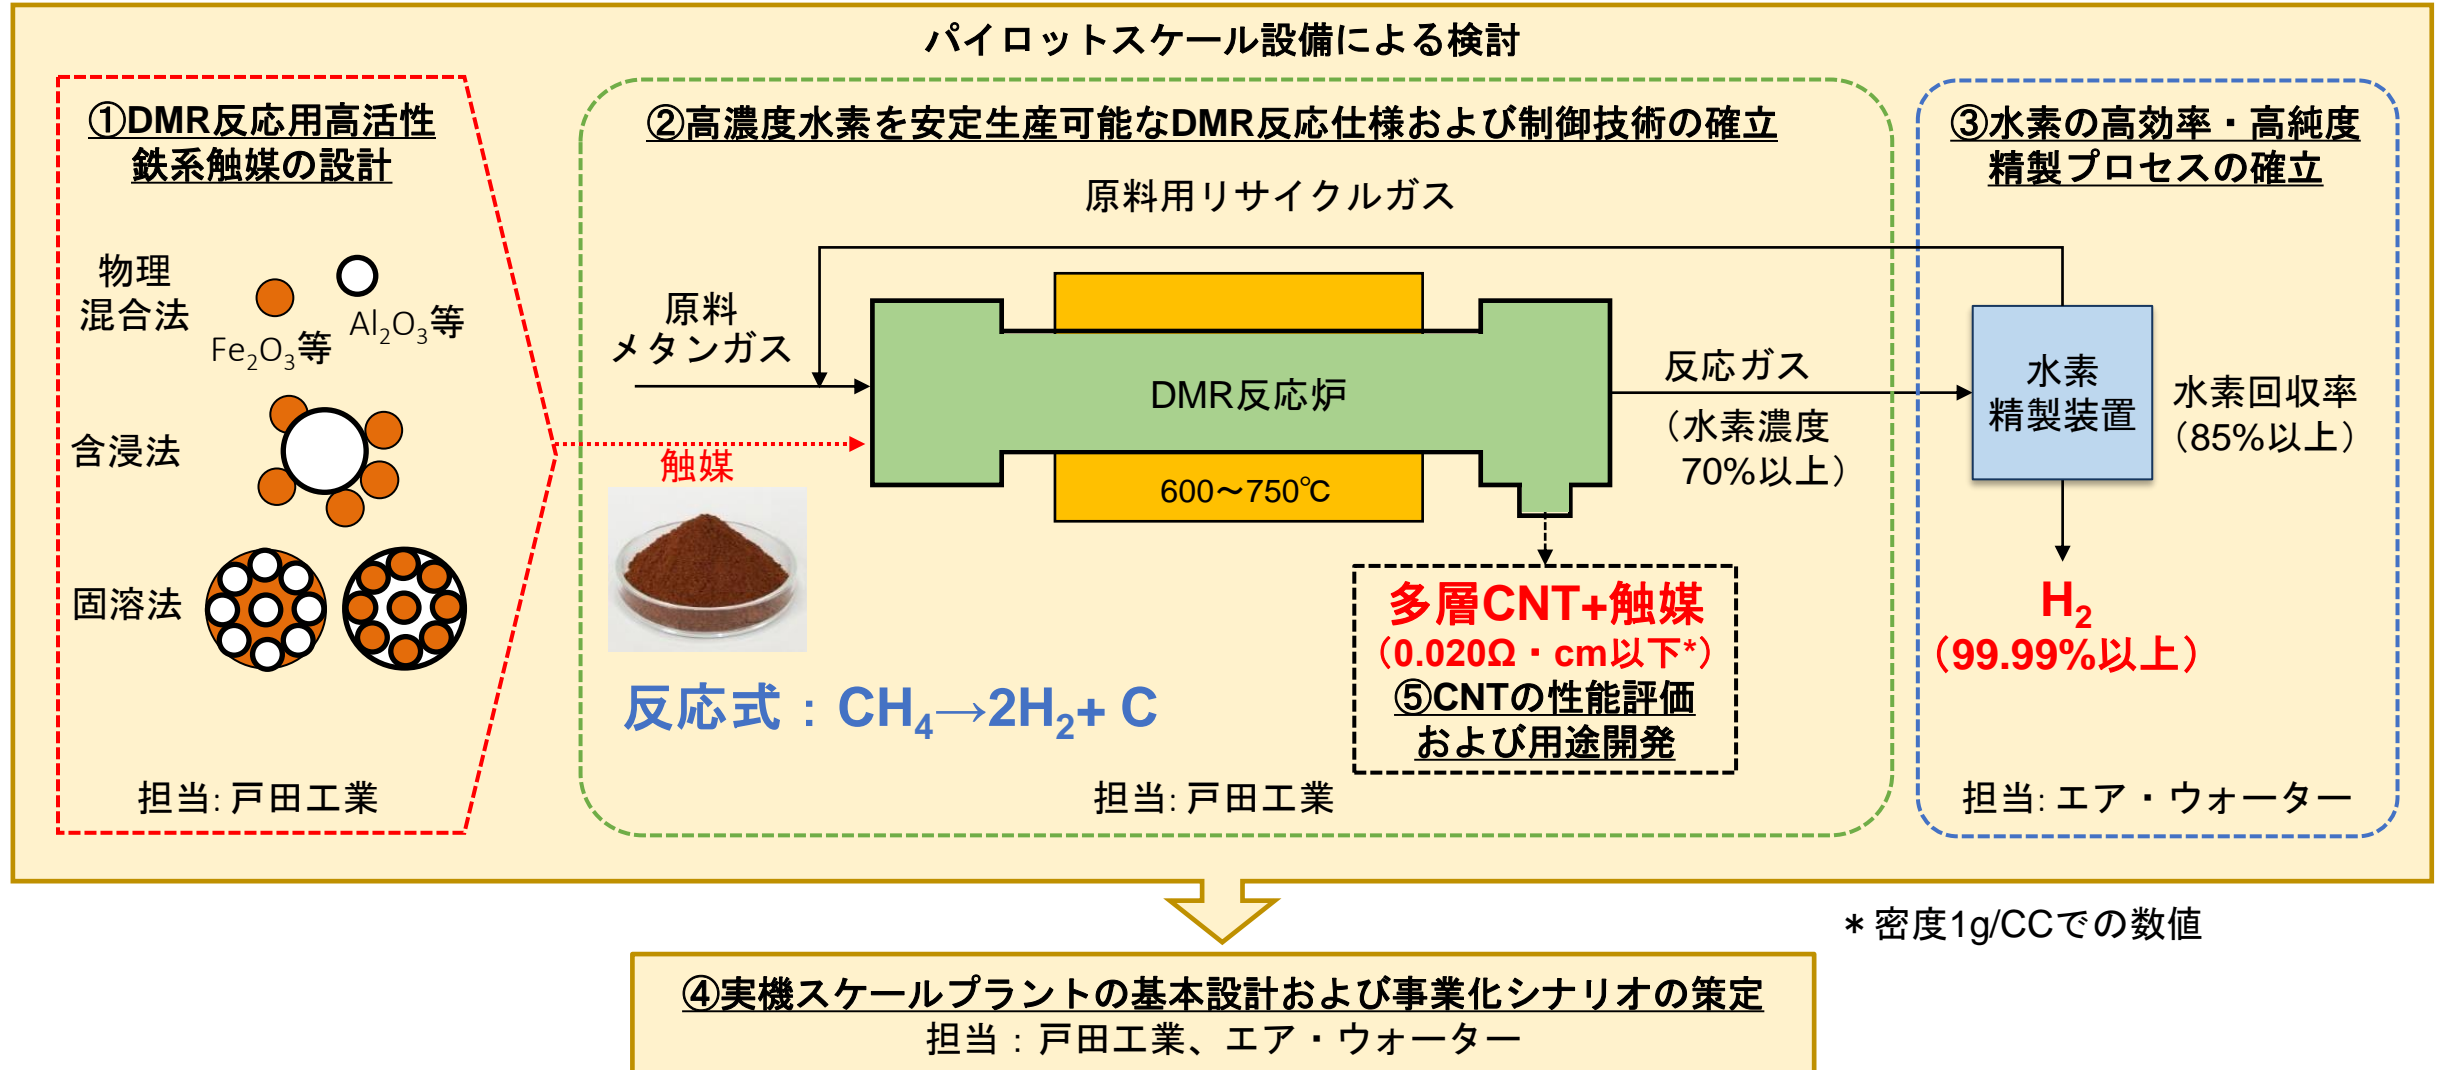 パイロットスケール設備による検討
①DMR反応用高活性
鉄系触媒の設計
物理
混合法
Fe₂O₃等
Al₂O₃等
含浸法
固溶法
担当: 戸田工業
②高濃度水素を安定生産可能なDMR反応仕様および制御技術の確立
原料用リサイクルガス
原料
メタンガス
触媒
DMR反応炉
600～750℃
反応ガス
（水素濃度
70%以上）
反応式：CH₄→2H₂+ C
多層CNT+触媒
（0.020Ω・cm以下*）
⑤CNTの性能評価
および用途開発
担当: 戸田工業
③水素の高効率・高純度
精製プロセスの確立
水素
精製装置
水素回収率
（85%以上）
H₂
（99.99%以上）
担当: エア・ウォーター
＊密度1g/CCでの数値
④実機スケールプラントの基本設計および事業化シナリオの策定
担当：戸田工業、エア・ウォーター